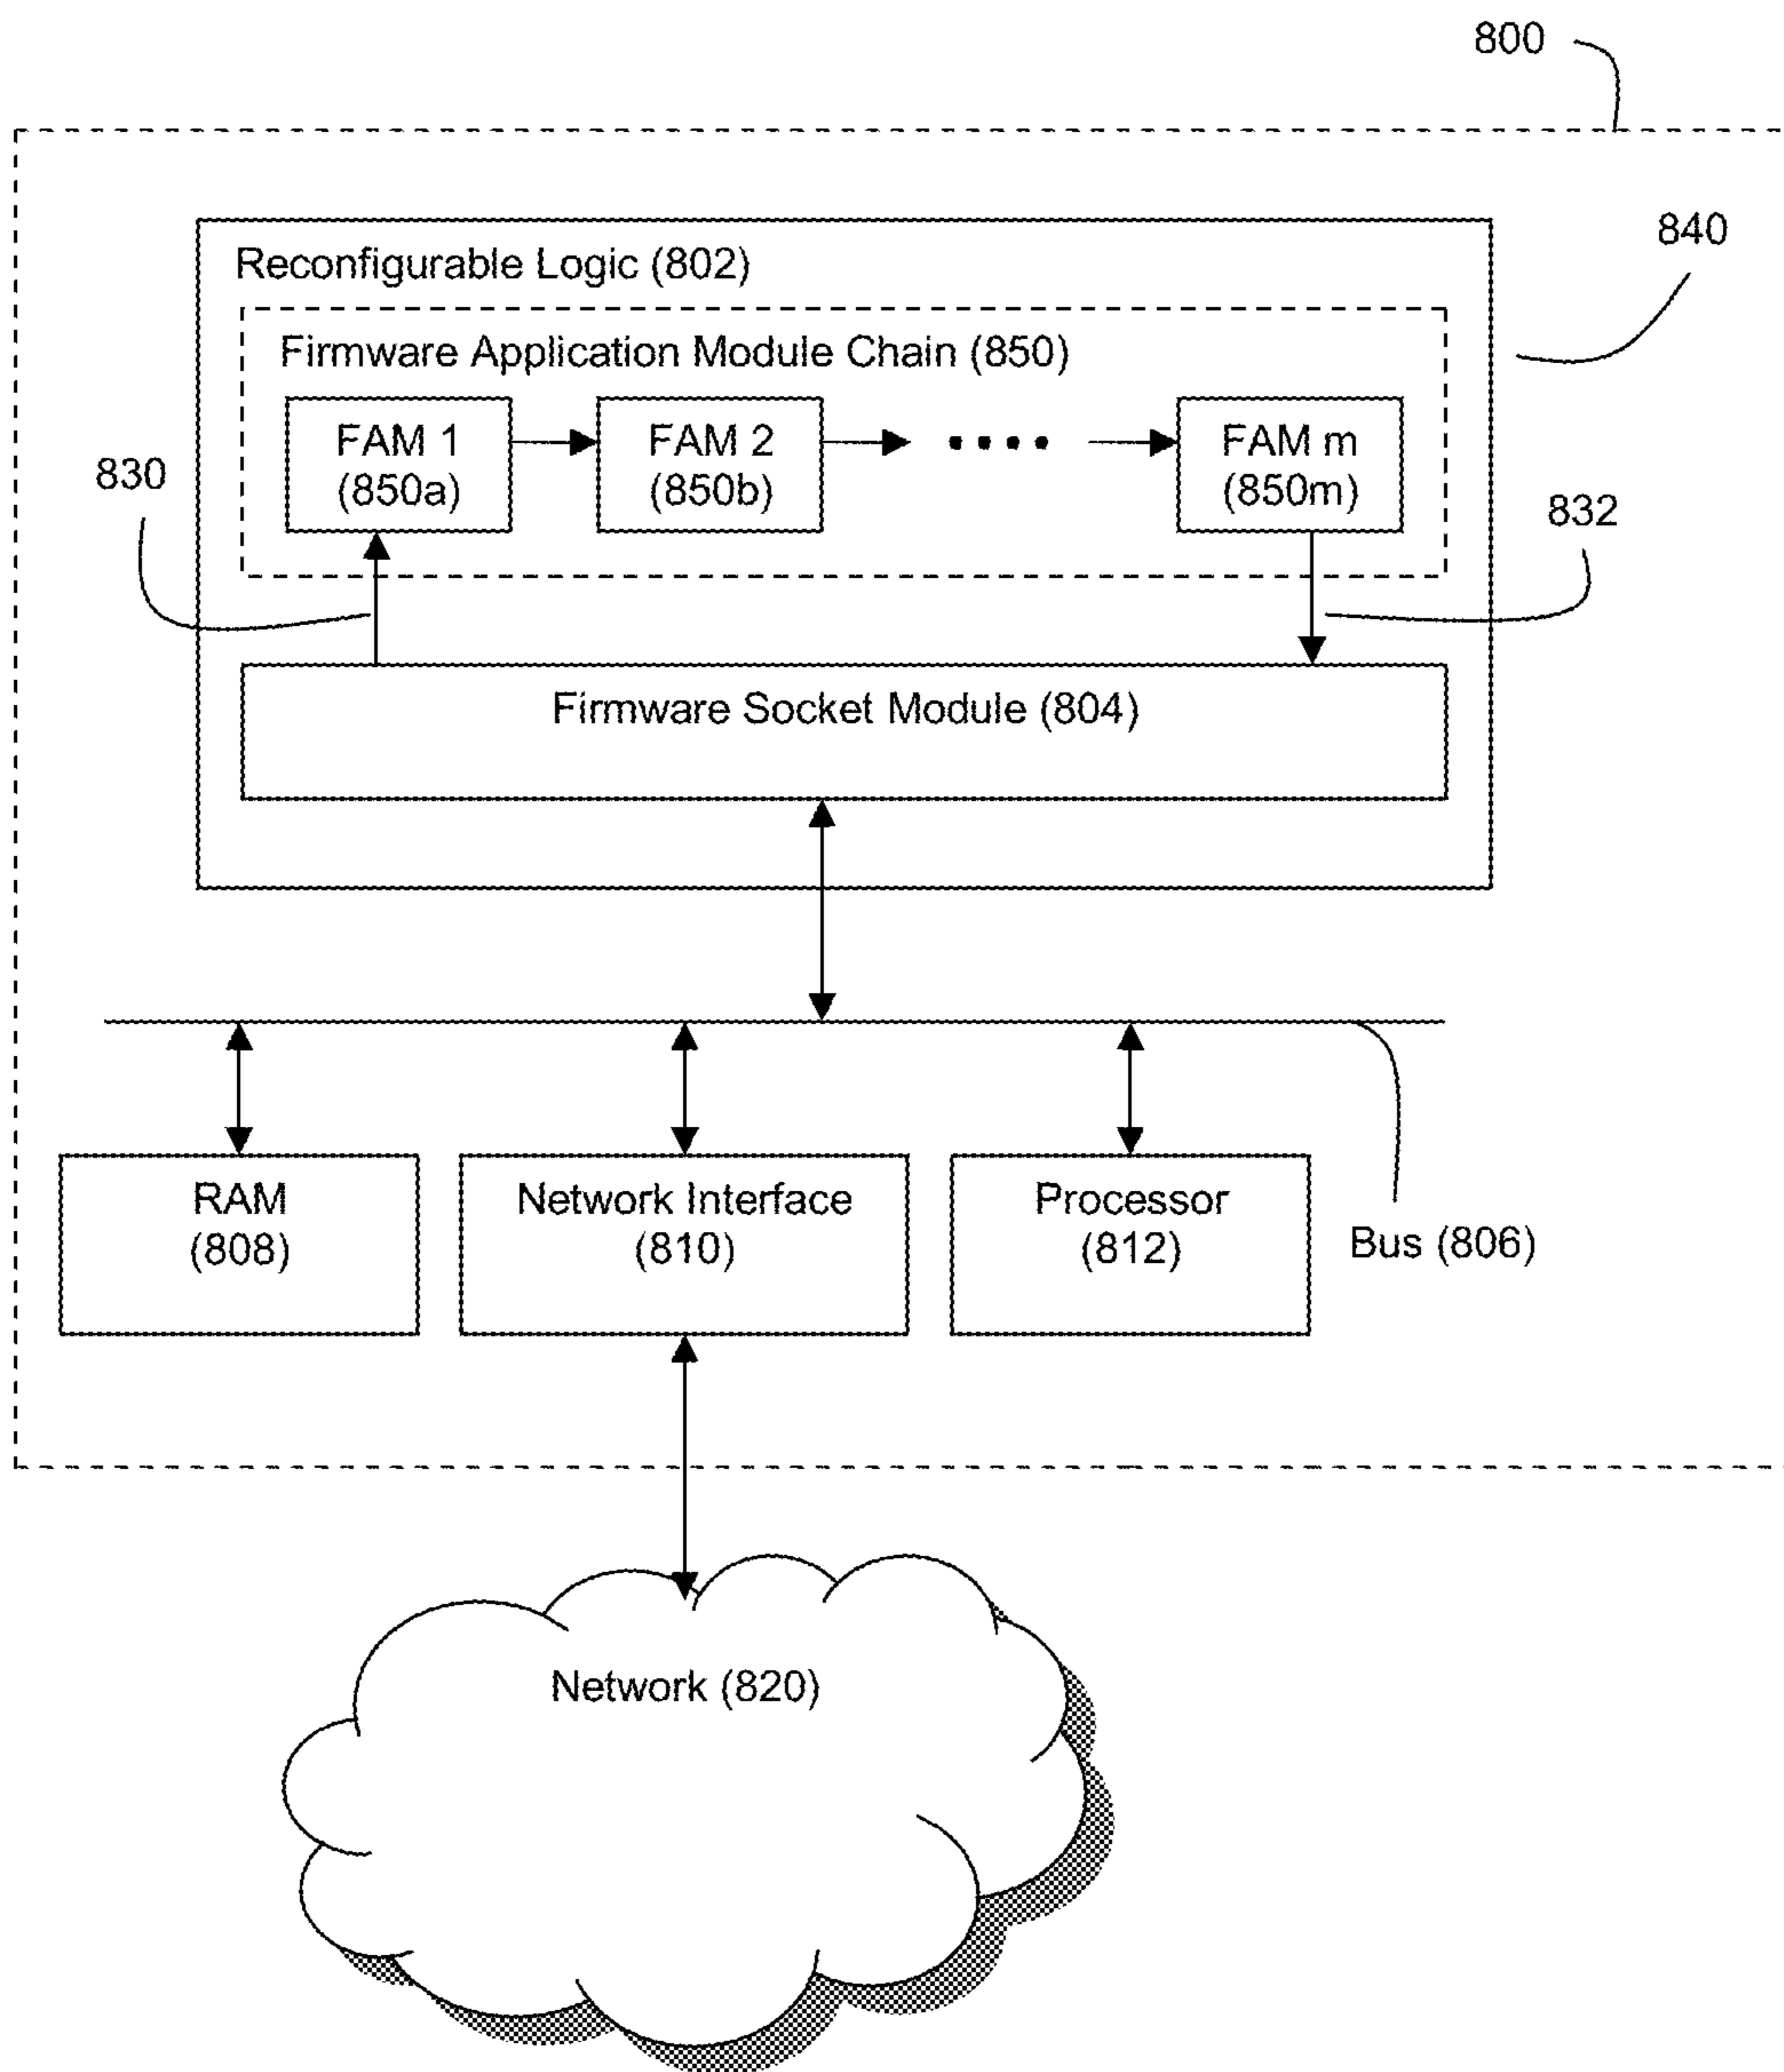 800
840
Reconfigurable Logic (802)
Firmware Application Module Chain (850)
FAM 1
(850a)
FAM 2
(850b)
FAM m
(850m)
830
832
Firmware Socket Module (804)
RAM
(808)
Network Interface
(810)
Processor
(812)
Bus (806)
Network (820)